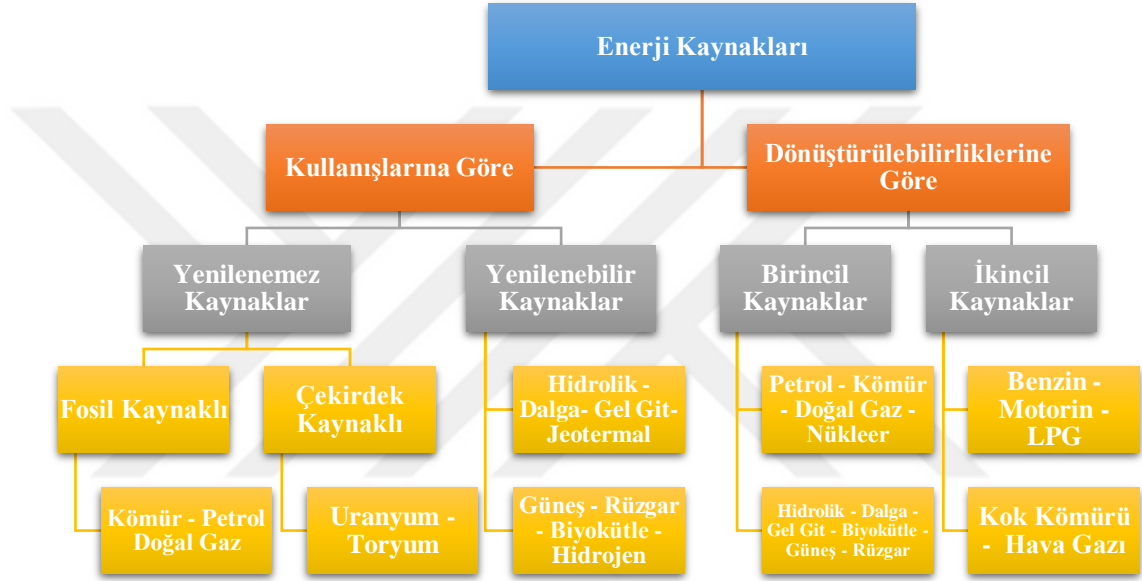 Enerji Kaynakları
Kullanışlarına Göre
Dönüştürülebilirliklerine
Göre
Yenilenemez
Kaynaklar
Yenilenebilir
Kaynaklar
Birincil
Kaynaklar
İkincil
Kaynaklar
Fosil Kaynaklı
Çekirdek
Kaynaklı
Hidrolik -
Dalga- Gel Git-
Jeotermal
Petrol - Kömür
- Doğal Gaz -
Nükleer
Benzin -
Motorin -
LPG
Kömür - Petrol
Doğal Gaz
Uranyum -
Toryum
Güneş - Rüzgar
- Biyokütle -
Hidrojen
Hidrolik - Dalga -
Gel Git - Biyokütle -
Güneş - Rüzgar
Kok Kömürü
- Hava Gazı